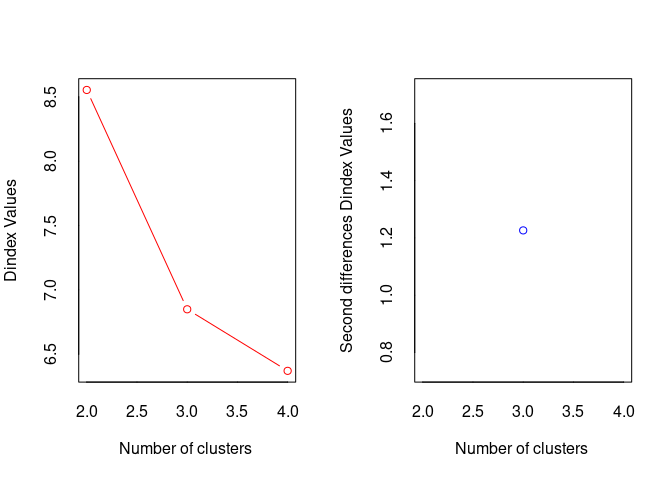 Dindex Values
8.5
8.0
7.5
7.0
6.5
2.0 2.5 3.0 3.5 4.0
Number of clusters
Second differences Dindex Values
1.6
1.4
1.2
1.0
0.8
2.0 2.5 3.0 3.5 4.0
Number of clusters